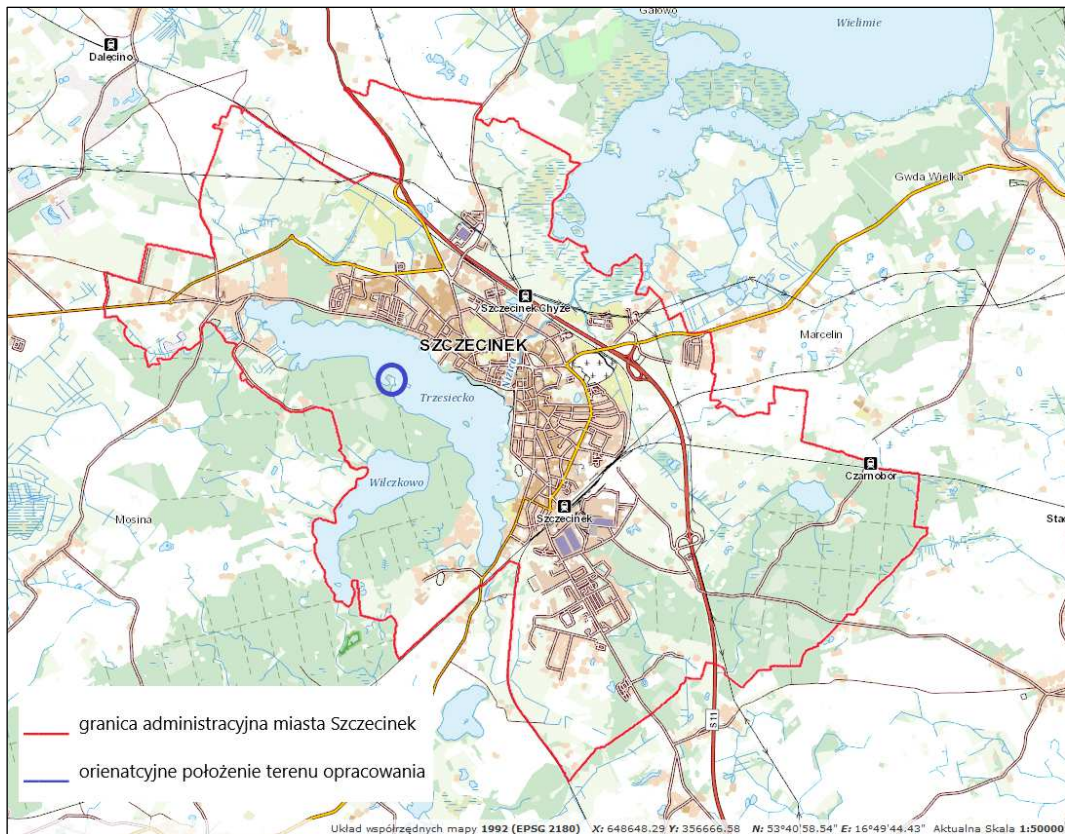 Gałowo
Wielimie
Dalęcino
Gwda Wielka
Szczecinek Chyże
Marcelin
SZCZECINEK
Trzesiecko
Wilczkowo
Czarnobór
Mosina
Szczecinek
S11
granica administracyjna miasta Szczecinek
orienatcyjne położenie terenu opracowania
Układ współrzędnych mapy 1992 (EPSG 2180) X: 648648.29 Y: 356666.58 N: 53°40'58.54" E: 16°49'44.43" Aktualna Skala 1:50000